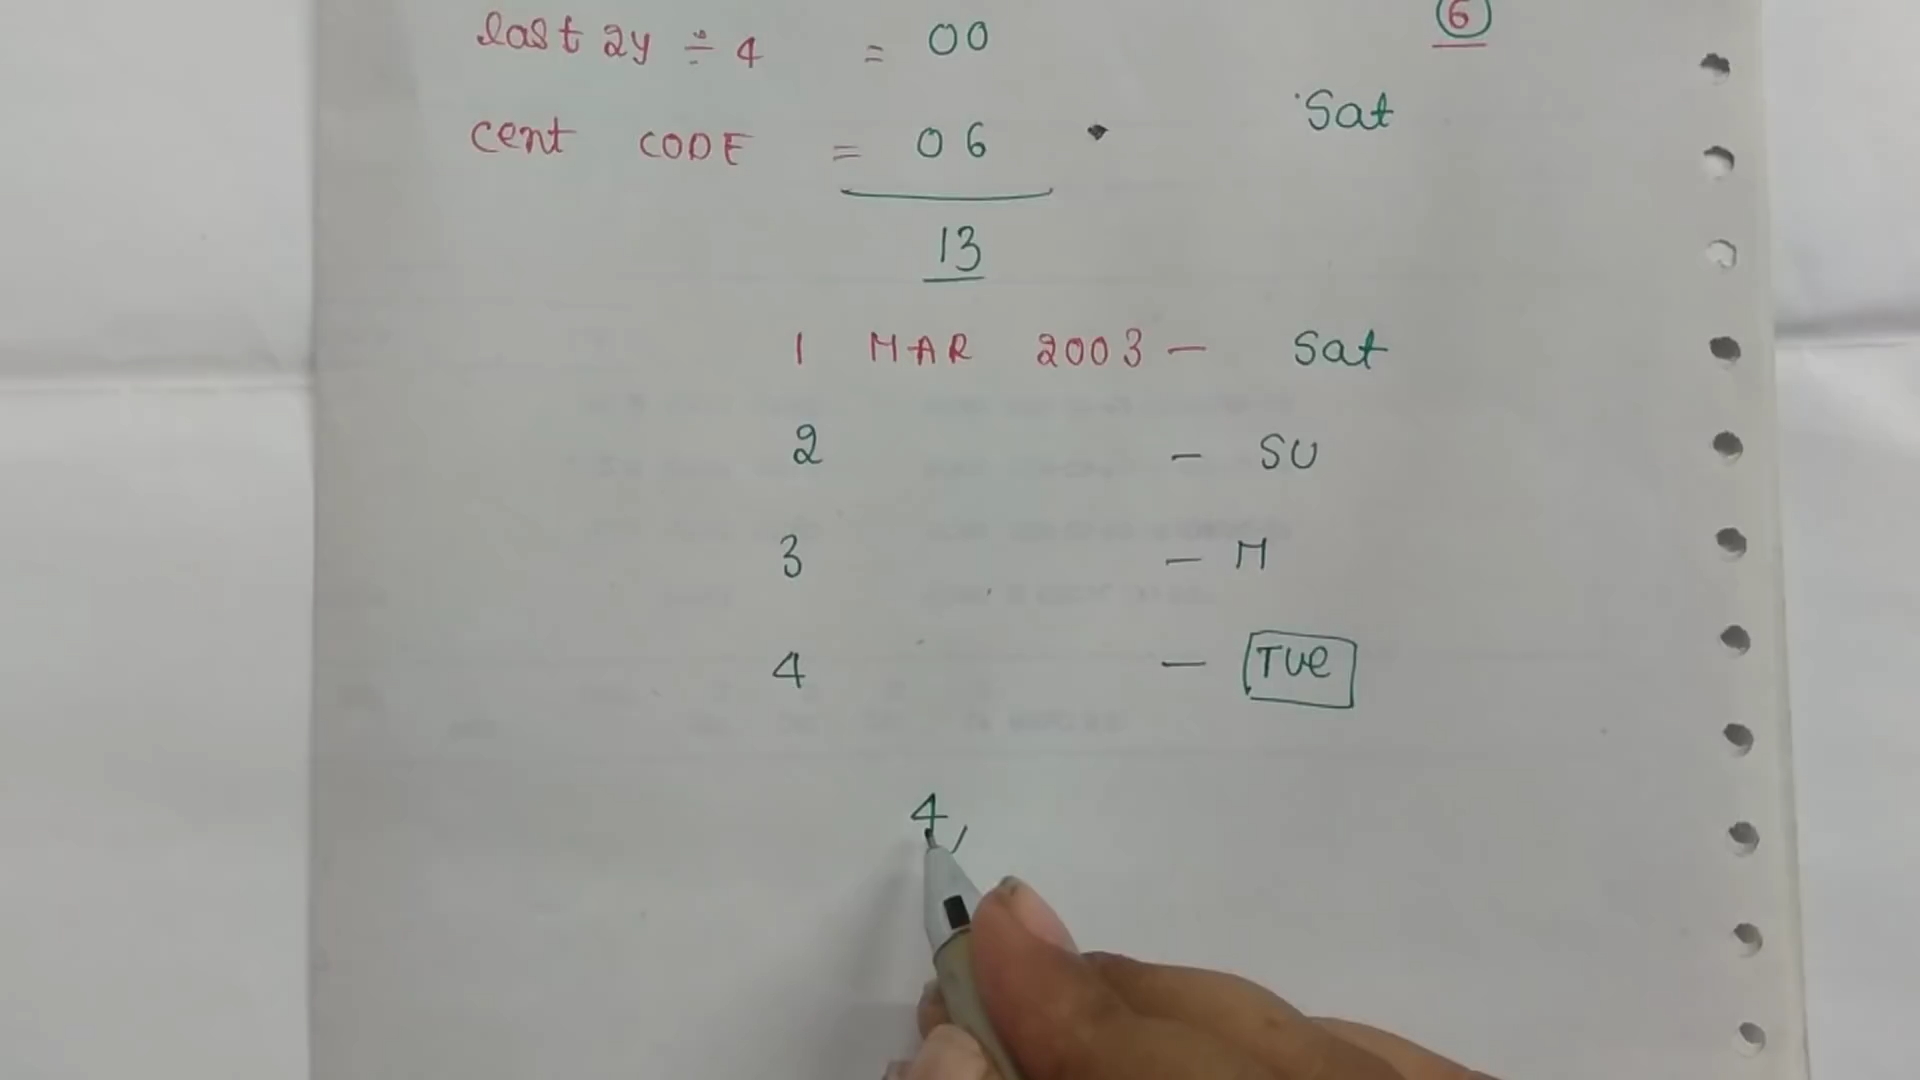 last 2y ÷ 4 = 00 6
cent CODE = 06 Sat
13
1 MAR 2003 - Sat
2 - SU
3 - M
4 - Tue
4,